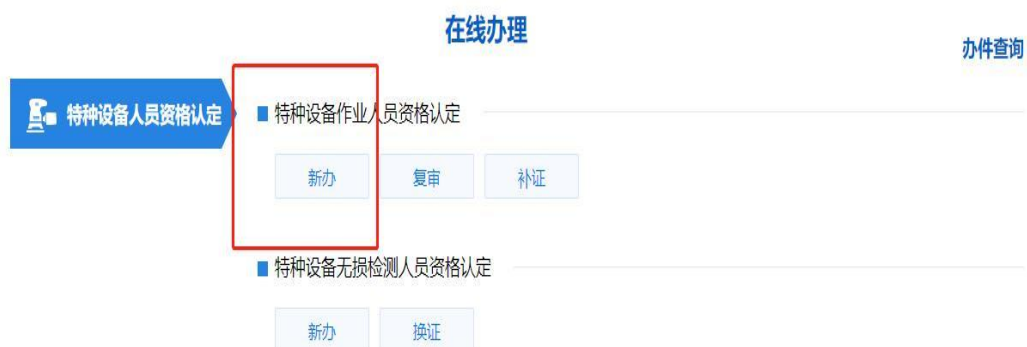 在线办理
办件查询
特种设备人员资格认定
特种设备作业人员资格认定
新办 复审 补证
特种设备无损检测人员资格认定
新办 换证